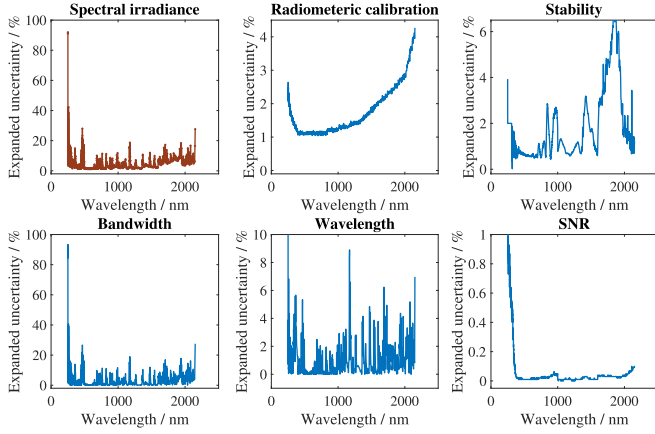 Spectral irradiance
Radiometeric calibration
Stability
Expanded uncertainty / %
100
80
60
40
20
0
0
1000
2000
Wavelength / nm
Expanded uncertainty / %
4
3
2
1
0
0
1000
2000
Wavelength / nm
Expanded uncertainty / %
6
4
2
0
0
1000
2000
Wavelength / nm
Bandwidth
Wavelength
SNR
Expanded uncertainty / %
100
80
60
40
20
0
0
1000
2000
Wavelength / nm
Expanded uncertainty / %
10
8
6
4
2
0
0
1000
2000
Wavelength / nm
Expanded uncertainty / %
1
0.8
0.6
0.4
0.2
0
0
1000
2000
Wavelength / nm